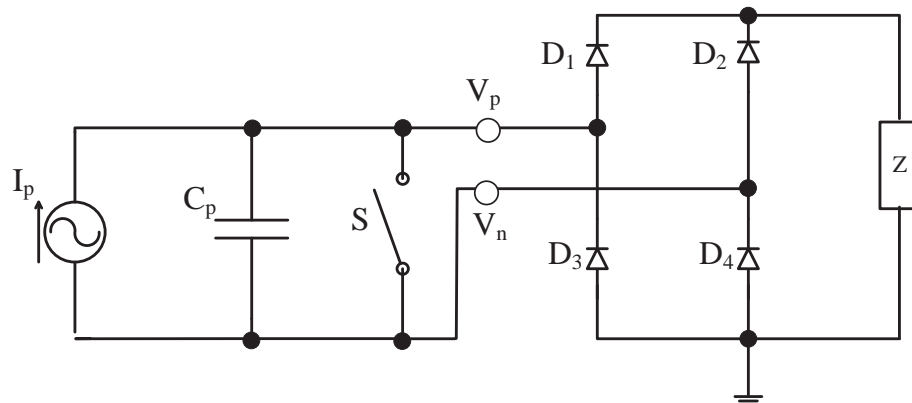 D₁
D₂
Vₚ
Iₚ
Cₚ
S
Vₙ
D₃
D₄
Z